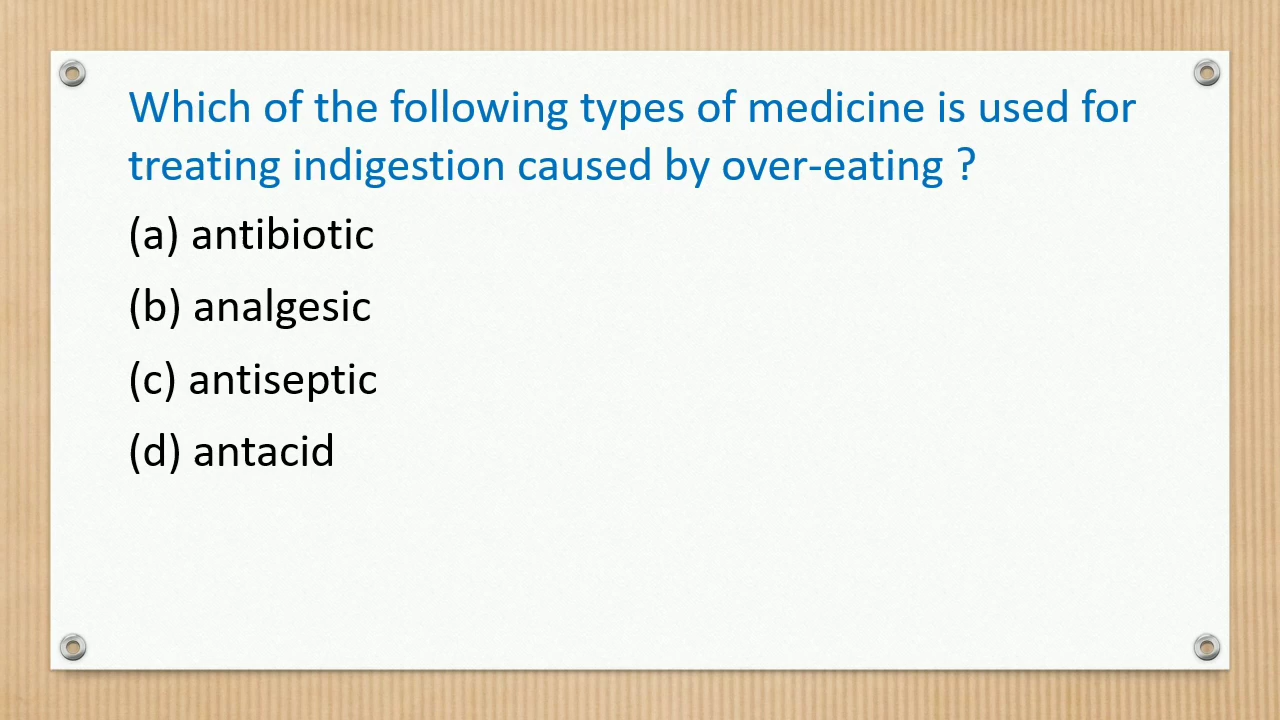 Which of the following types of medicine is used for
treating indigestion caused by over-eating ?
(a) antibiotic
(b) analgesic
(c) antiseptic
(d) antacid